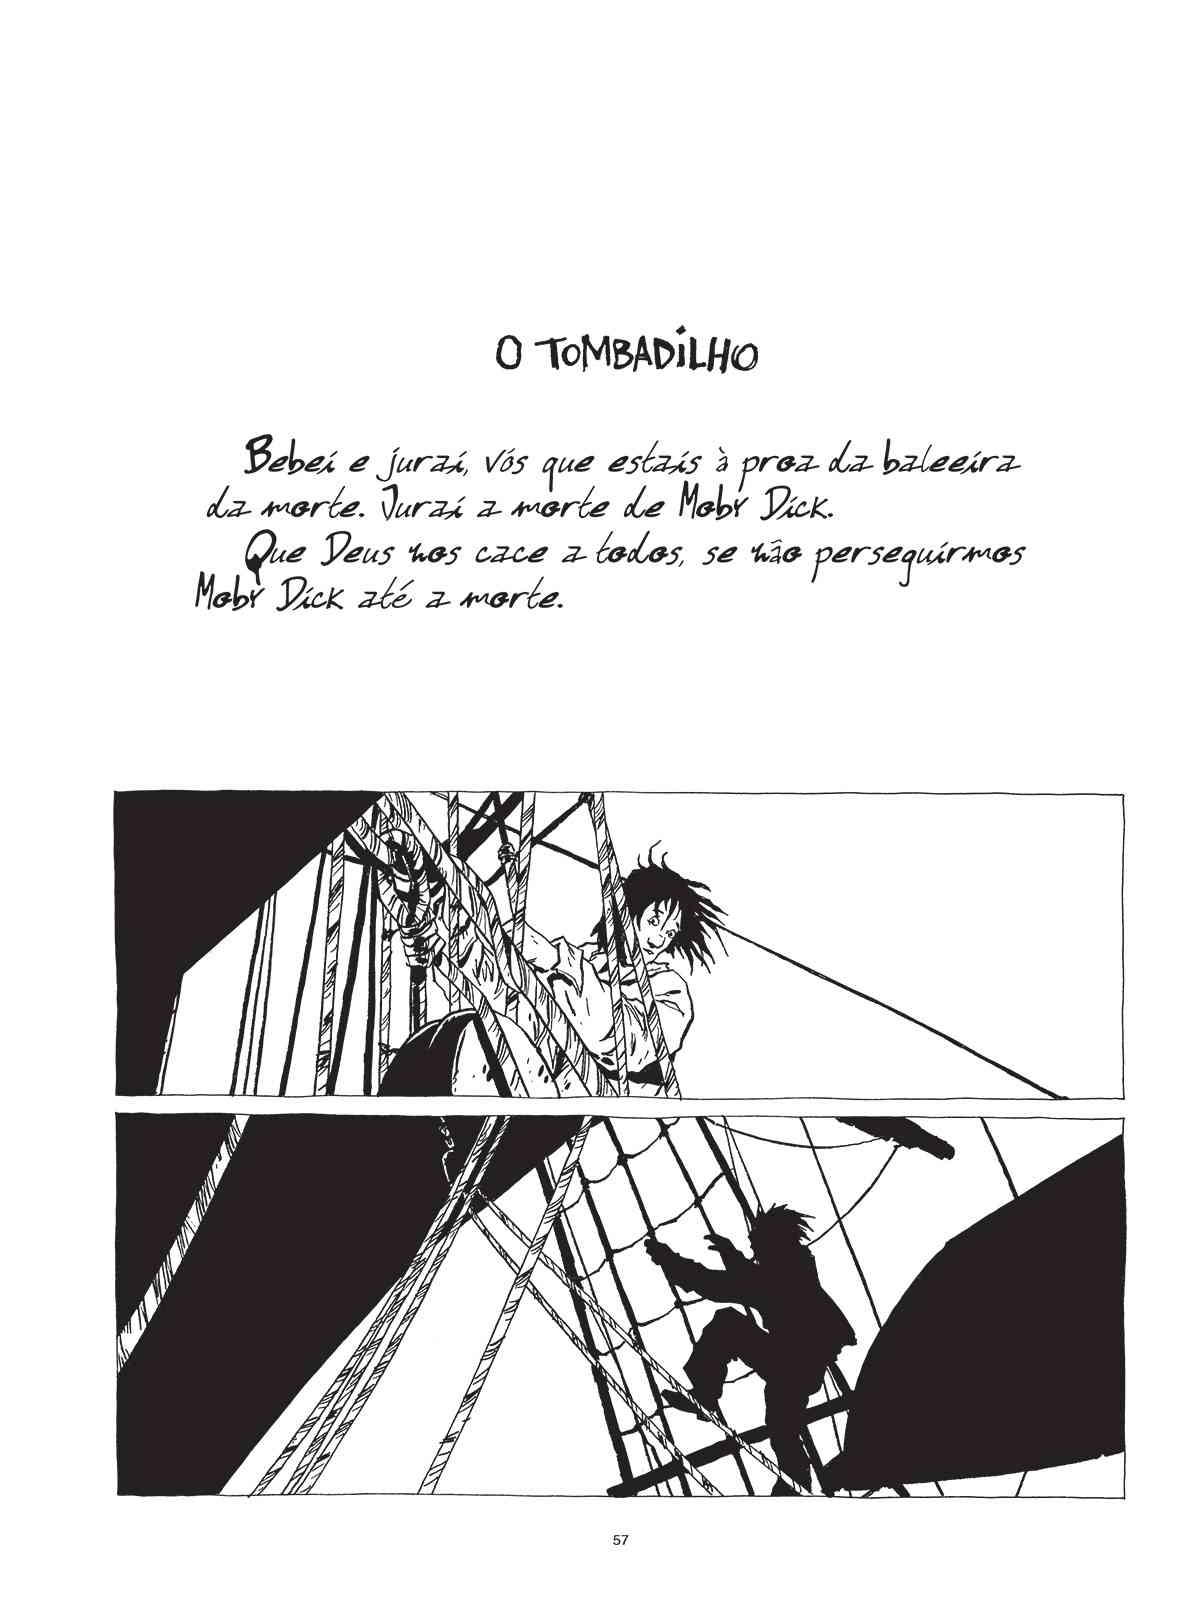 O TOMBADILHO
Bebei e jurai, vós que estais à proa da baleeira
da morte. Jurai a morte de Moby Dick.
Que Deus nos cace a todos, se não perseguirmos
Moby Dick até a morte.
57